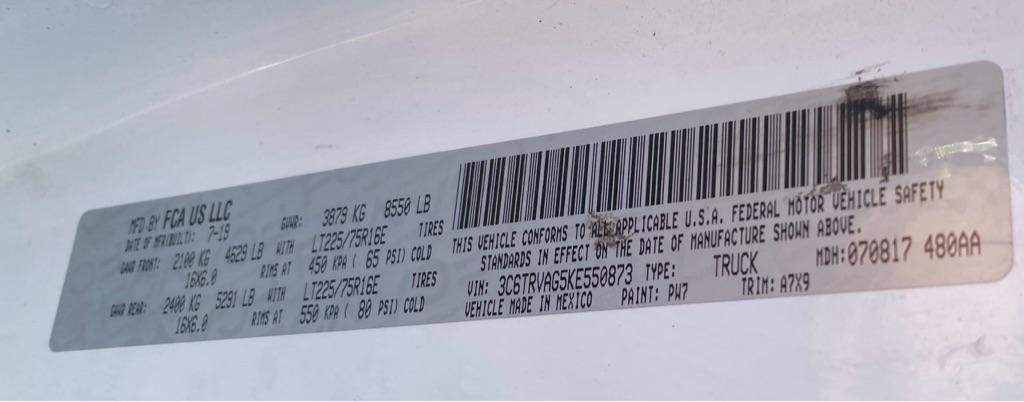 MFD BY FCA US LLC
DATE OF MFR(BUILT): 7-19
GVWR: 3879 KG 8550 LB
GAWR FRONT: 2100 KG 4629 LB WITH LT225/75R16E TIRES
16X6.0 RIMS AT 450 KPA ( 65 PSI) COLD
GAWR REAR: 2400 KG 5291 LB WITH LT225/75R16E TIRES
16X6.0 RIMS AT 550 KPA ( 80 PSI) COLD
THIS VEHICLE CONFORMS TO ALL APPLICABLE U.S.A. FEDERAL MOTOR VEHICLE SAFETY
STANDARDS IN EFFECT ON THE DATE OF MANUFACTURE SHOWN ABOVE.
VIN: 3C6TRVAG5KE550873 TYPE: TRUCK MDH:070817 480AA
VEHICLE MADE IN MEXICO PAINT: PW7 TRIM: A7X9